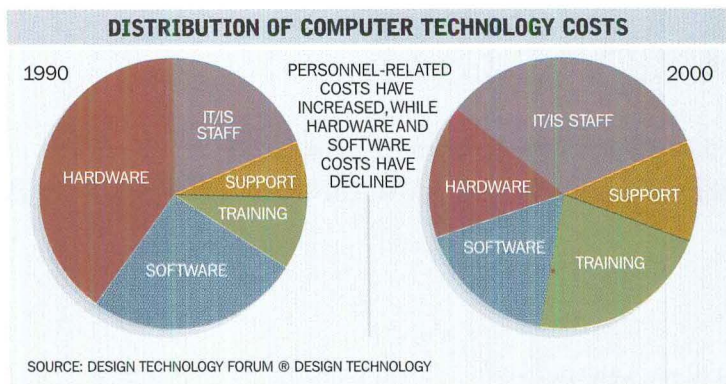 DISTRIBUTION OF COMPUTER TECHNOLOGY COSTS
1990
PERSONNEL-RELATED
COSTS HAVE
INCREASED, WHILE
HARDWARE AND
SOFTWARE
COSTS HAVE
DECLINED
2000
IT/IS
STAFF
HARDWARE
SUPPORT
TRAINING
SOFTWARE
IT/IS STAFF
HARDWARE
SUPPORT
SOFTWARE
TRAINING
SOURCE: DESIGN TECHNOLOGY FORUM ® DESIGN TECHNOLOGY